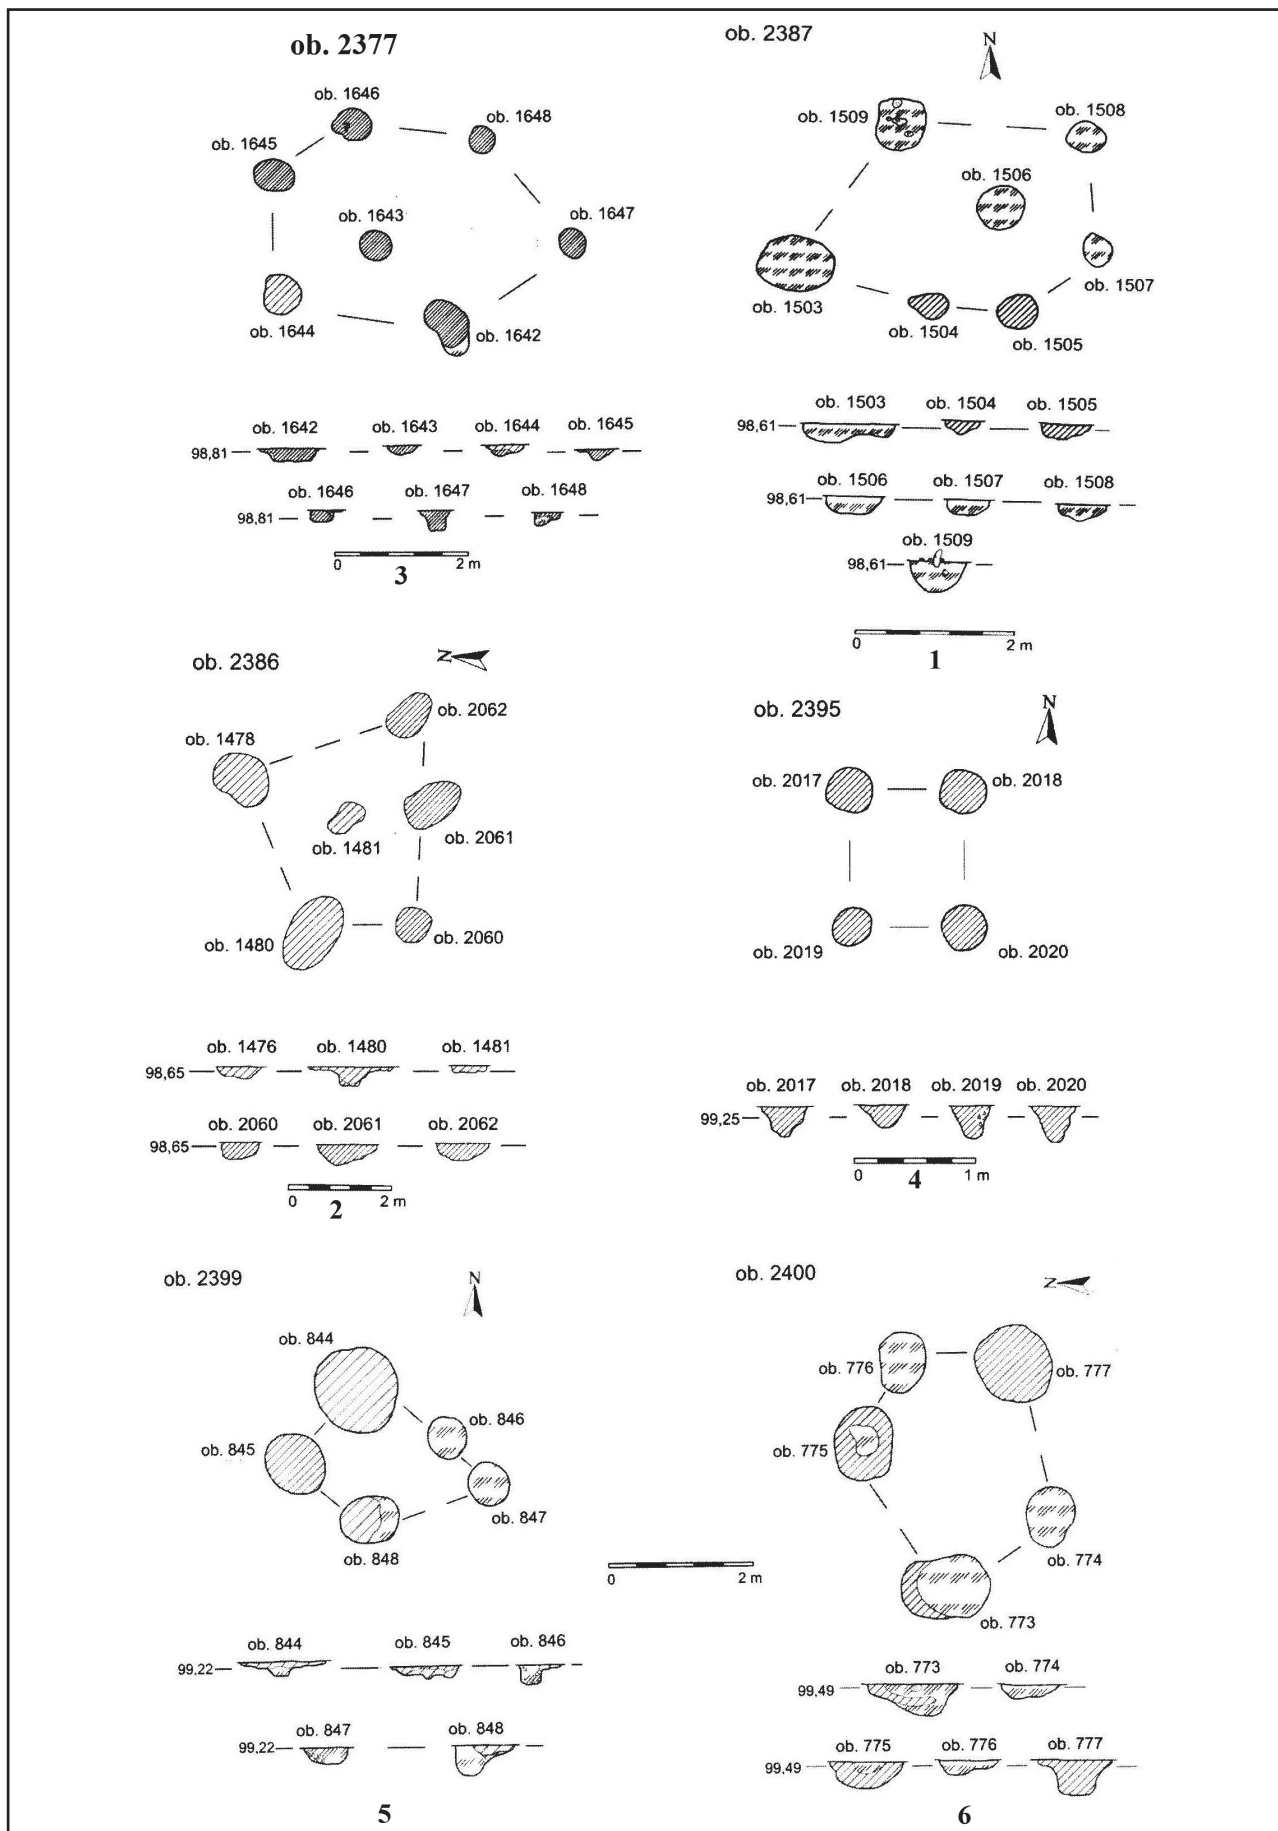 ob. 2377
ob. 1646
ob. 1648
ob. 1645
ob. 1643
ob. 1647
ob. 1644
ob. 1642
ob. 1642
ob. 1643
ob. 1644
ob. 1645
98,81
ob. 1646
ob. 1647
ob. 1648
98,81
0
2 m
3
ob. 2387
N
ob. 1509
ob. 1508
ob. 1506
ob. 1507
ob. 1503
ob. 1504
ob. 1505
ob. 1503
ob. 1504
ob. 1505
98,61
ob. 1506
ob. 1507
ob. 1508
98,61
ob. 1509
98,61
0
2 m
1
ob. 2386
N
ob. 2062
ob. 1478
ob. 2061
ob. 1481
ob. 1480
ob. 2060
ob. 1476
ob. 1480
ob. 1481
98,65
ob. 2060
ob. 2061
ob. 2062
98,65
0
2 m
2
ob. 2395
N
ob. 2017
ob. 2018
ob. 2019
ob. 2020
ob. 2017
ob. 2018
ob. 2019
ob. 2020
99,25
0
1 m
4
ob. 2399
N
ob. 844
ob. 846
ob. 845
ob. 847
ob. 848
0
2 m
ob. 844
ob. 845
ob. 846
99,22
ob. 847
ob. 848
99,22
5
ob. 2400
N
ob. 776
ob. 777
ob. 775
ob. 774
ob. 773
ob. 773
ob. 774
99,49
ob. 775
ob. 776
ob. 777
99,49
6